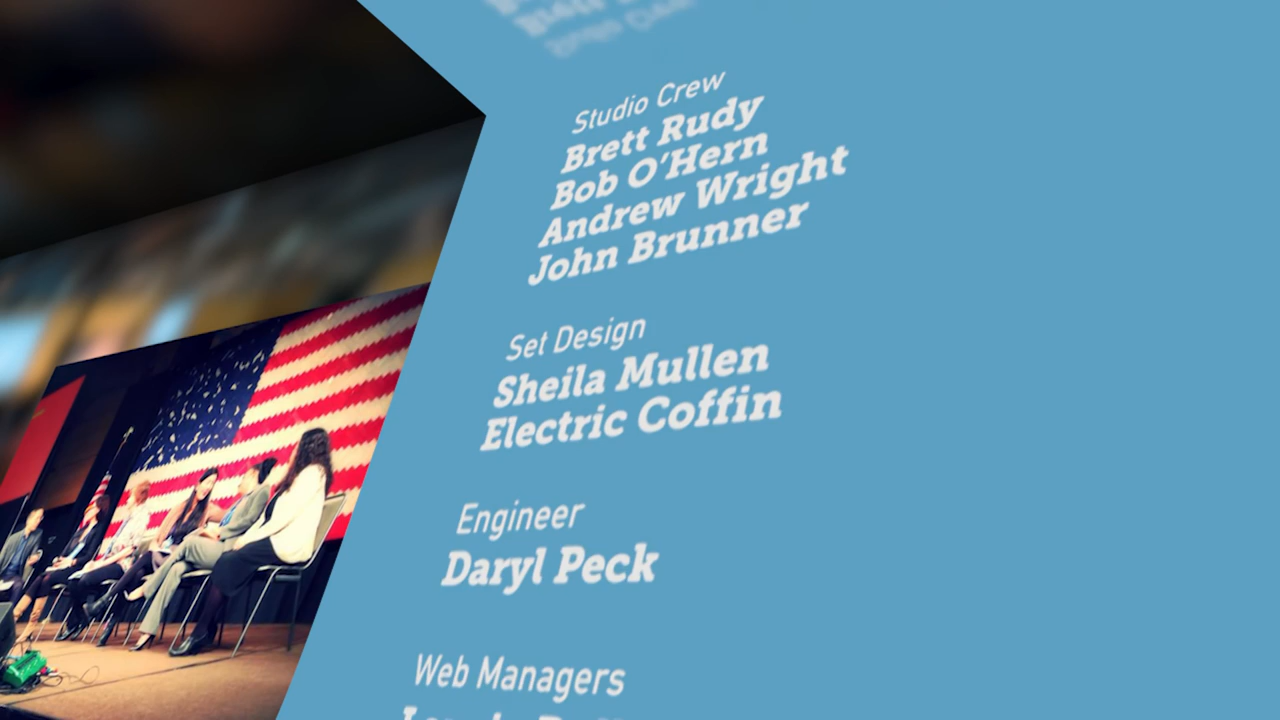 Studio Crew
Brett Rudy
Bob O'Hern
Andrew Wright
John Brunner
Set Design
Sheila Mullen
Electric Coffin
Engineer
Daryl Peck
Web Managers